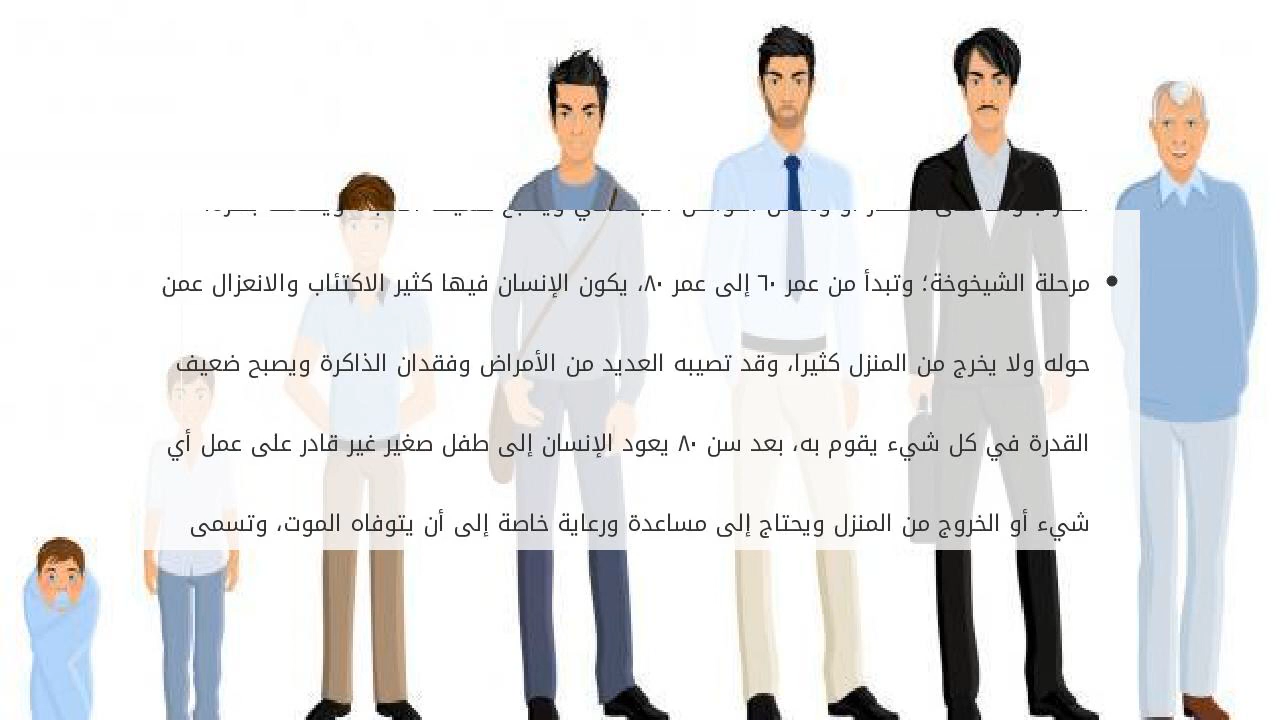 • مرحلة الشيخوخة؛ وتبدأ من عمر ٦٠ إلى عمر ٨٠، يكون الإنسان فيها كثير الاكتئاب والانعزال عمن
حوله ولا يخرج من المنزل كثيرا، وقد تصيبه العديد من الأمراض وفقدان الذاكرة ويصبح ضعيف
القدرة في كل شيء يقوم به، بعد سن ٨٠ يعود الإنسان إلى طفل صغير غير قادر على عمل أي
شيء أو الخروج من المنزل ويحتاج إلى مساعدة ورعاية خاصة إلى أن يتوفاه الموت، وتسمى